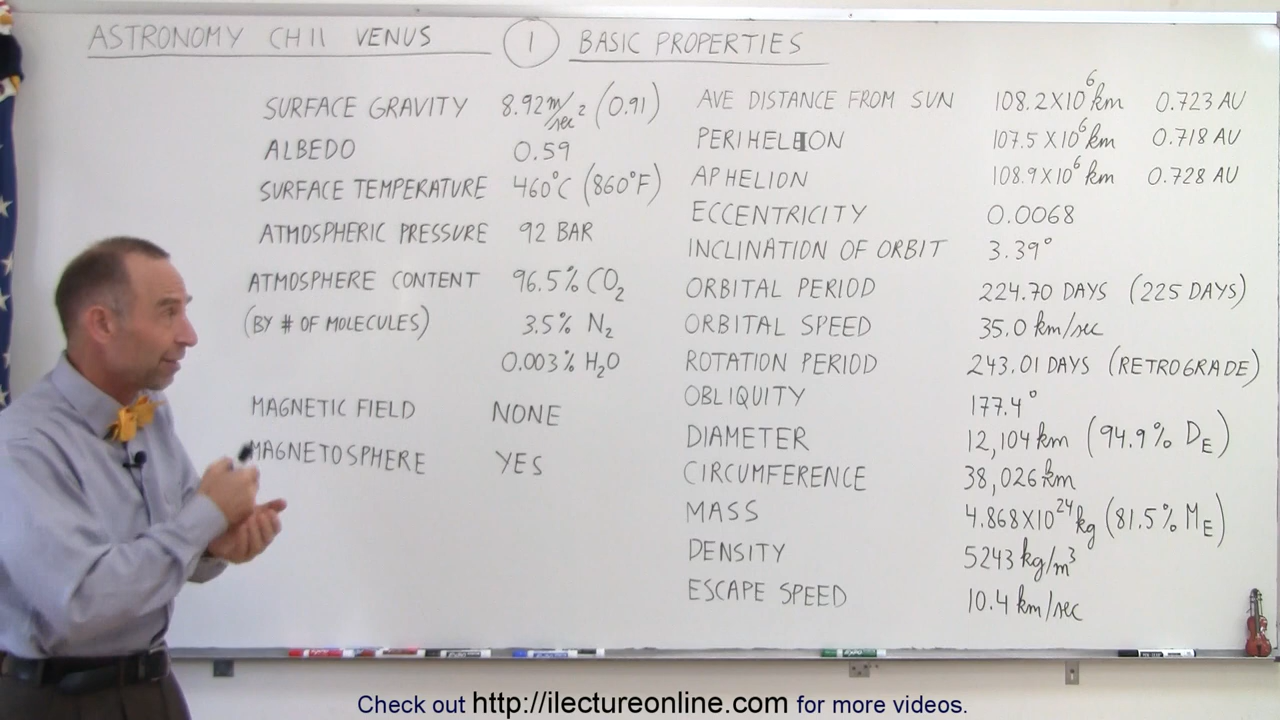 ASTRONOMY CH 11 VENUS 1 BASIC PROPERTIES
SURFACE GRAVITY 8.92 m/sec² (0.91)
ALBEDO 0.59
SURFACE TEMPERATURE 460°C (860°F)
ATMOSPHERIC PRESSURE 92 BAR
ATMOSPHERE CONTENT 96.5% CO₂
(BY # OF MOLECULES) 3.5% N₂
0.003% H₂O
MAGNETIC FIELD NONE
MAGNETOSPHERE YES
AVE DISTANCE FROM SUN 108.2X10⁶ km 0.723 AU
PERIHELION 107.5 X10⁶ km 0.718 AU
APHELION 108.9X10⁶ km 0.728 AU
ECCENTRICITY 0.0068
INCLINATION OF ORBIT 3.39°
ORBITAL PERIOD 224.70 DAYS (225 DAYS)
ORBITAL SPEED 35.0 km/sec
ROTATION PERIOD 243.01 DAYS (RETROGRADE)
OBLIQUITY 177.4°
DIAMETER 12,104 km (94.9% D_E)
CIRCUMFERENCE 38,026 km
MASS 4.868X10²⁴ kg (81.5% M_E)
DENSITY 5243 kg/m³
ESCAPE SPEED 10.4 km/sec
Check out http://ilectureonline.com for more videos.